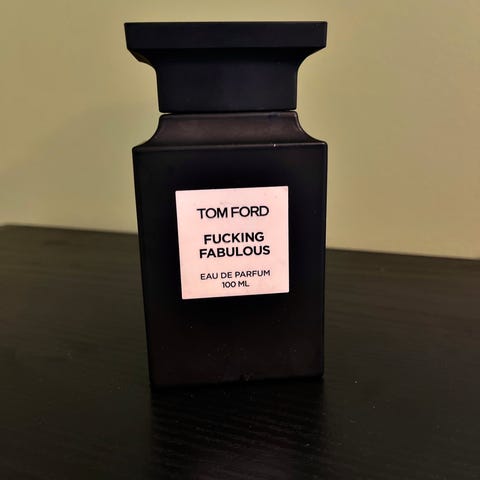 TOM FORD
FUCKING
FABULOUS
EAU DE PARFUM
100 ML